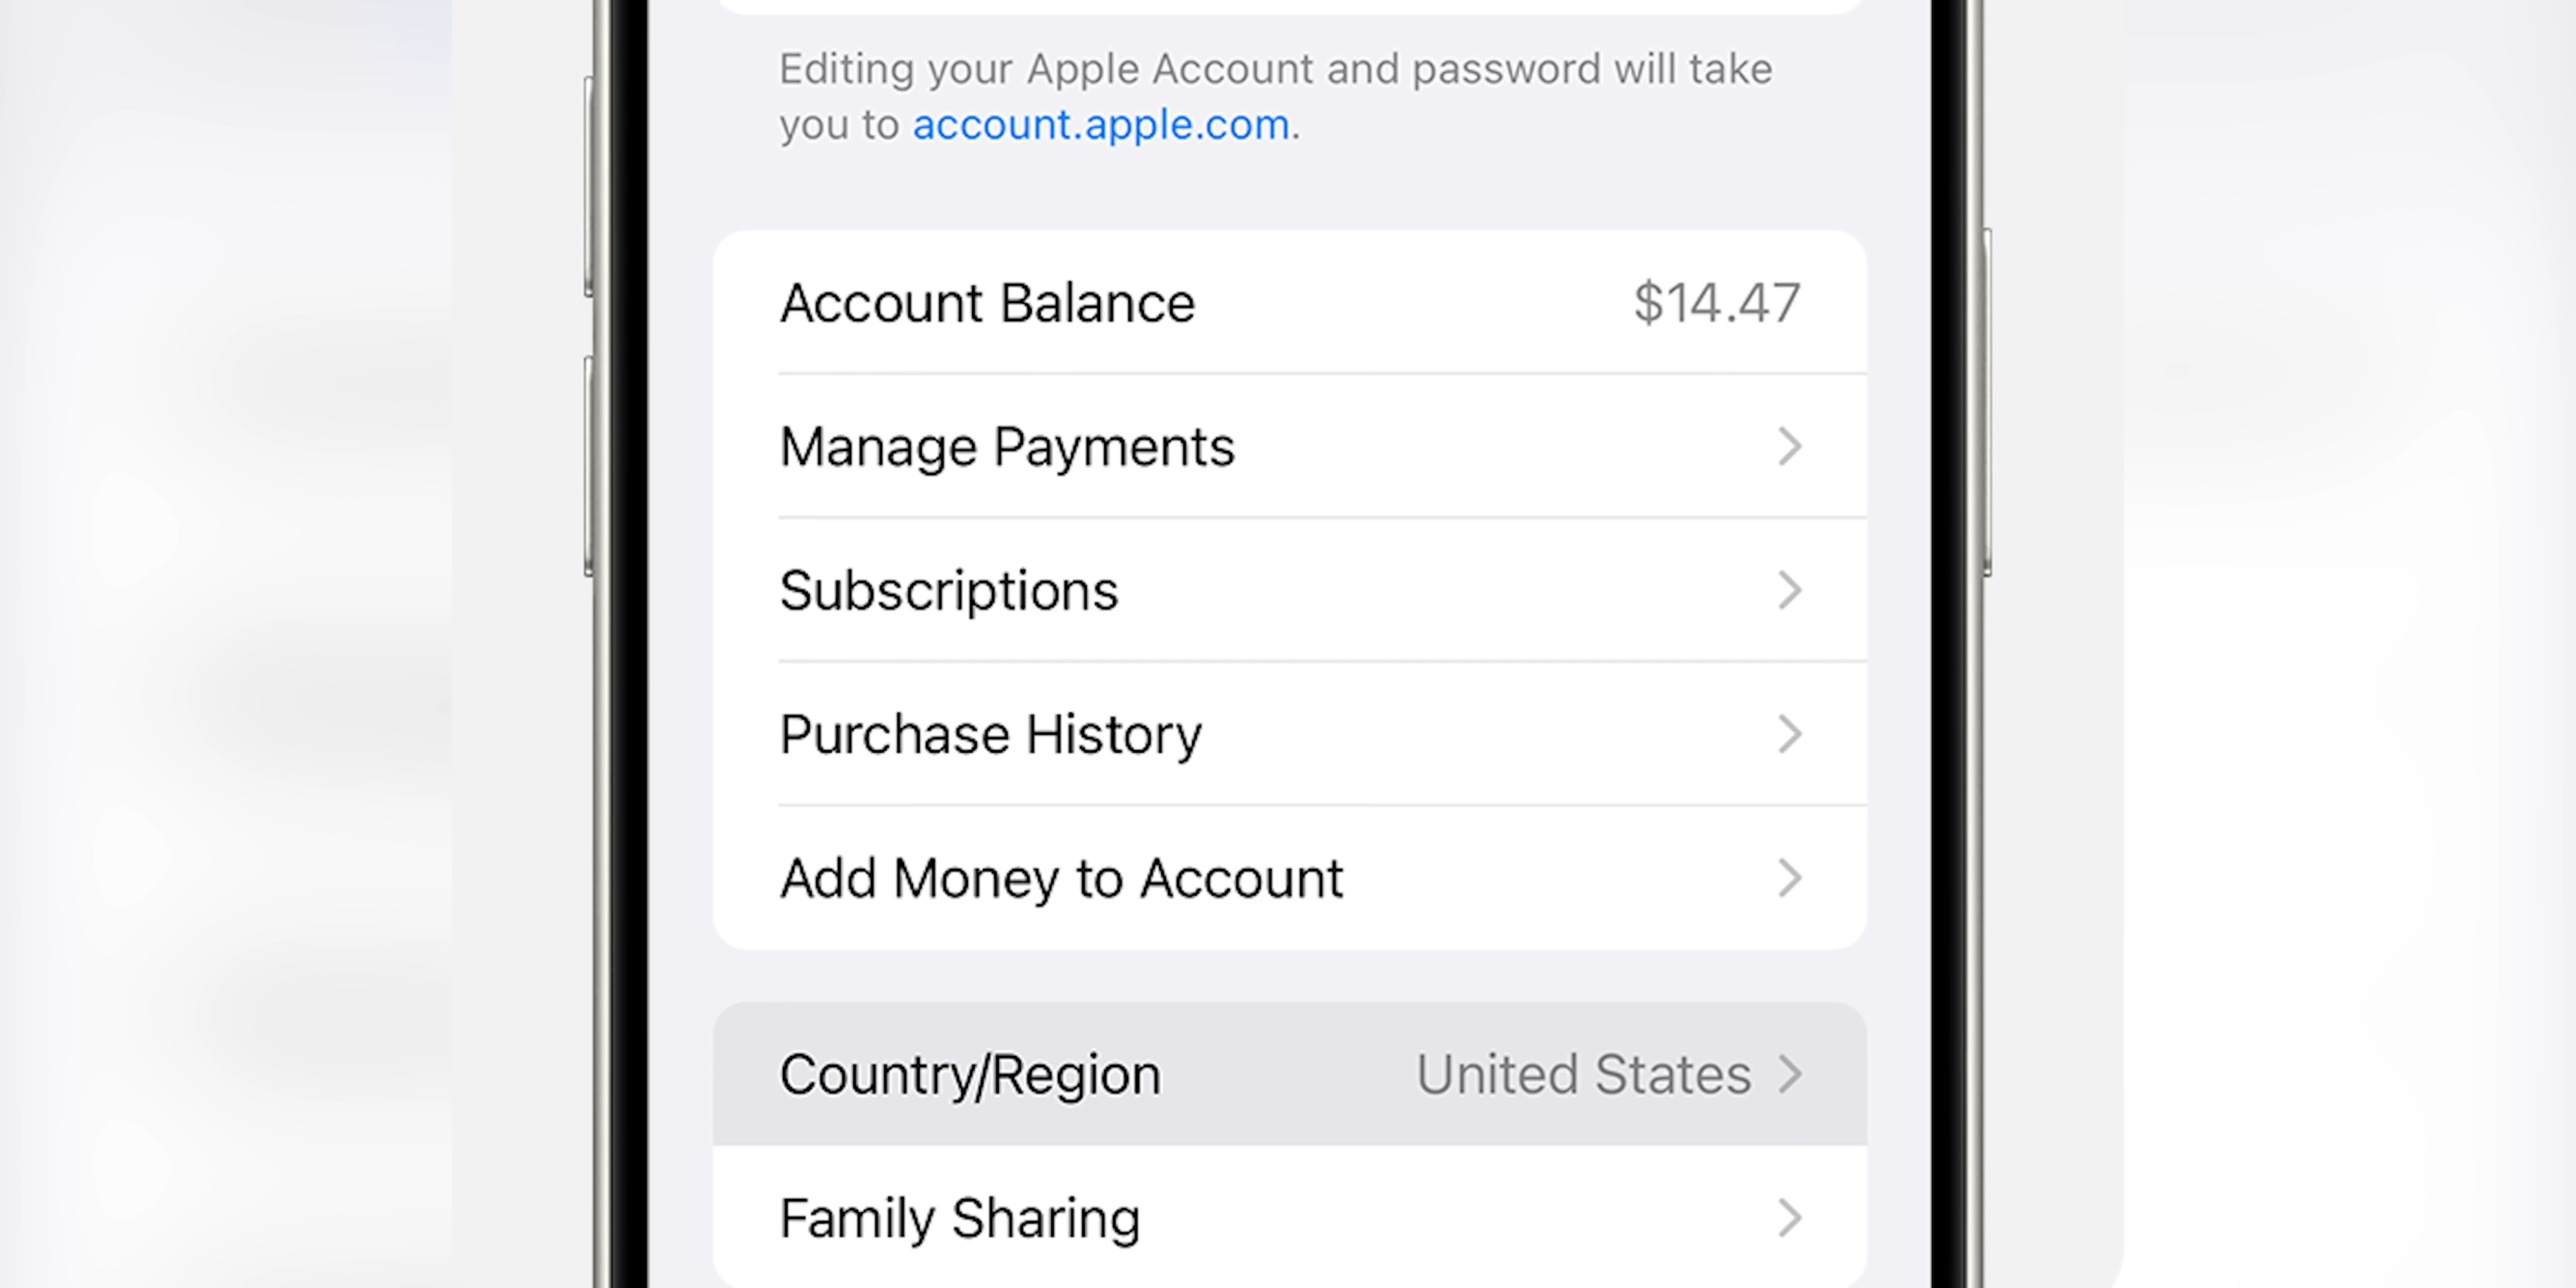 Editing your Apple Account and password will take
you to account.apple.com.
Account Balance $14.47
Manage Payments
Subscriptions
Purchase History
Add Money to Account
Country/Region United States
Family Sharing